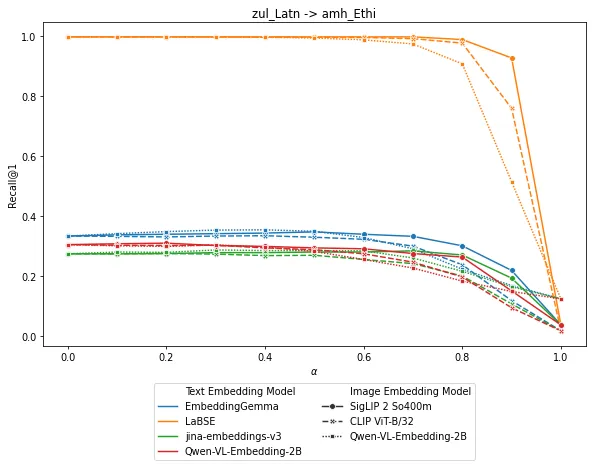 zul_Latn -> amh_Ethi
Recall@1
1.0
0.8
0.6
0.4
0.2
0.0
0.0 0.2 0.4 0.6 0.8 1.0
α
Text Embedding Model
EmbeddingGemma
LaBSE
jina-embeddings-v3
Qwen-VL-Embedding-2B
Image Embedding Model
SigLIP 2 So400m
CLIP ViT-B/32
Qwen-VL-Embedding-2B